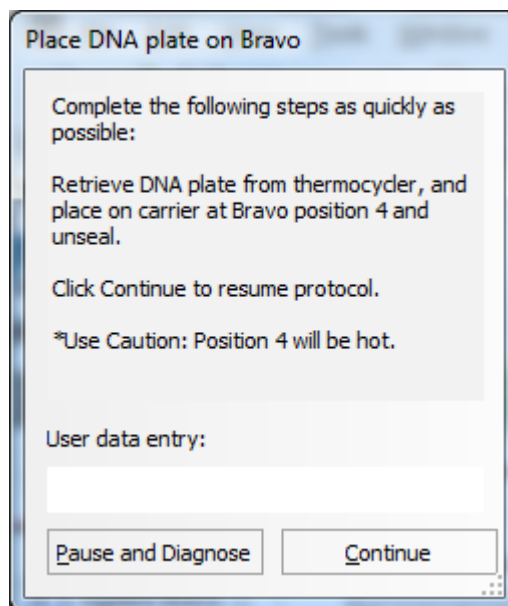 Place DNA plate on Bravo
Complete the following steps as quickly as
possible:
Retrieve DNA plate from thermocycler, and
place on carrier at Bravo position 4 and
unseal.
Click Continue to resume protocol.
*Use Caution: Position 4 will be hot.
User data entry:
Pause and Diagnose
Continue